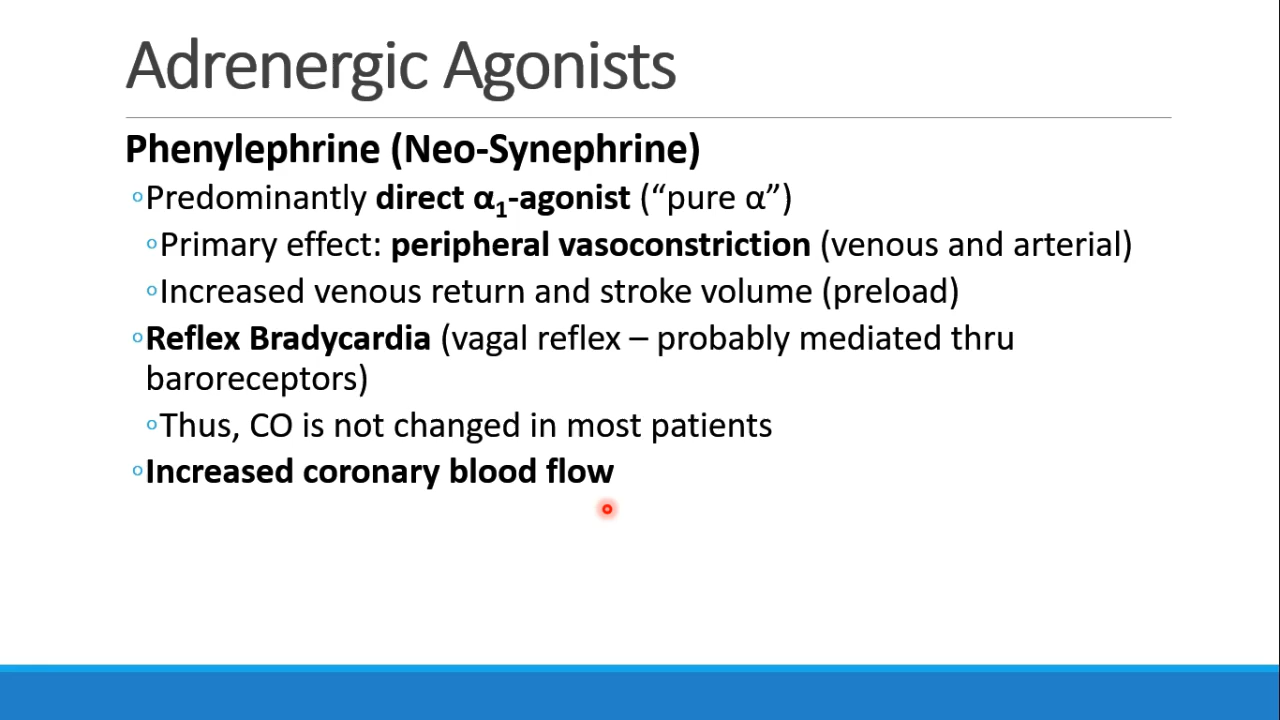 Adrenergic Agonists
Phenylephrine (Neo-Synephrine)
◦Predominantly direct α₁-agonist (“pure α”)
◦Primary effect: peripheral vasoconstriction (venous and arterial)
◦Increased venous return and stroke volume (preload)
◦Reflex Bradycardia (vagal reflex – probably mediated thru
baroreceptors)
◦Thus, CO is not changed in most patients
◦Increased coronary blood flow